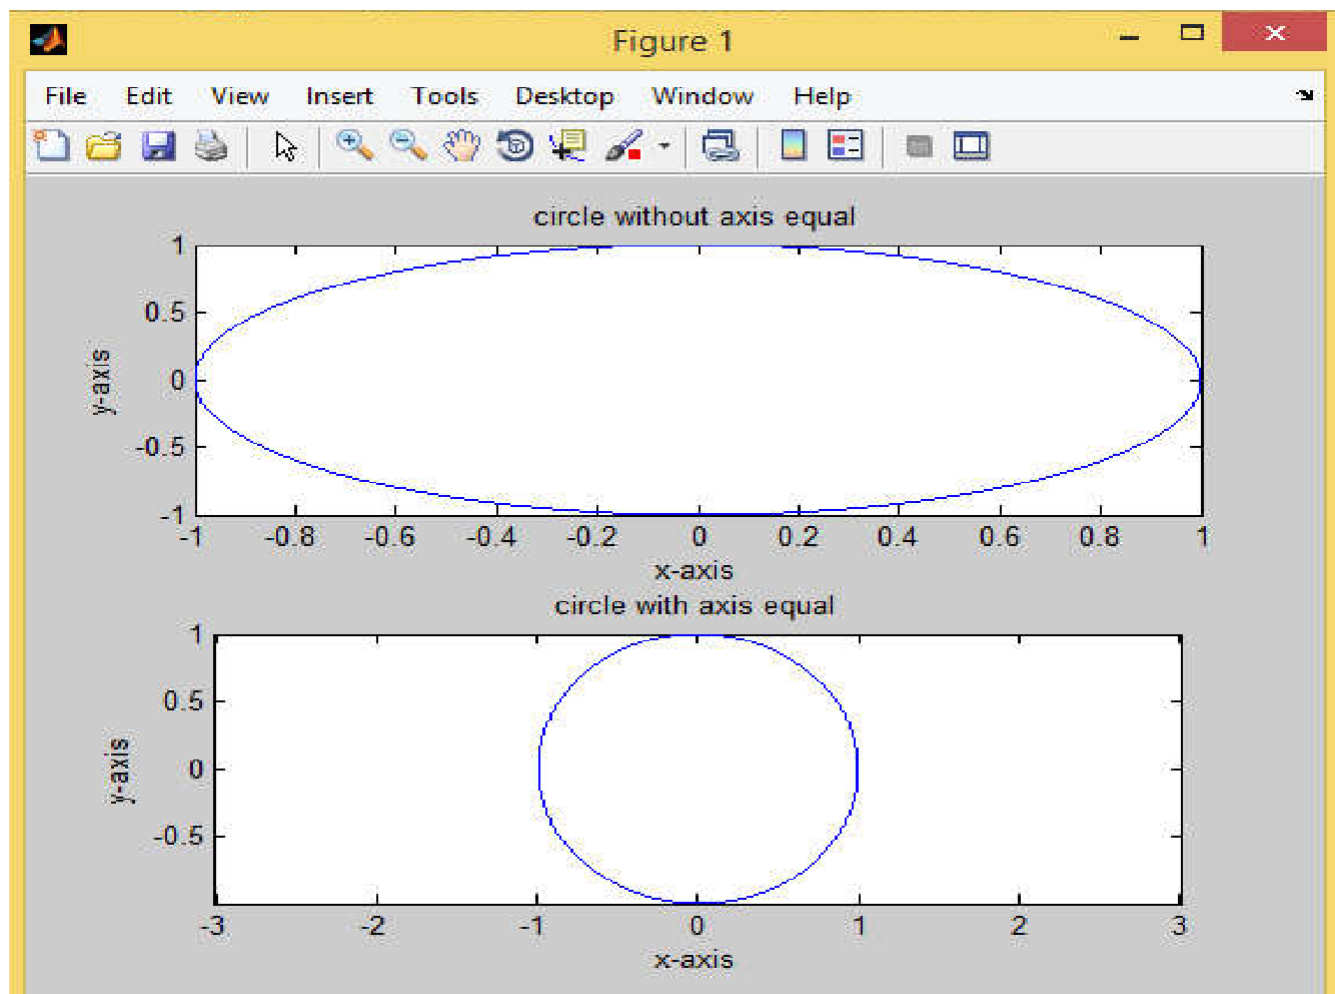 Figure 1
File Edit View Insert Tools Desktop Window Help
circle without axis equal
1
0.5
0
-0.5
-1
y-axis
-1 -0.8 -0.6 -0.4 -0.2 0 0.2 0.4 0.6 0.8 1
x-axis
circle with axis equal
1
0.5
0
-0.5
y-axis
-3 -2 -1 0 1 2 3
x-axis